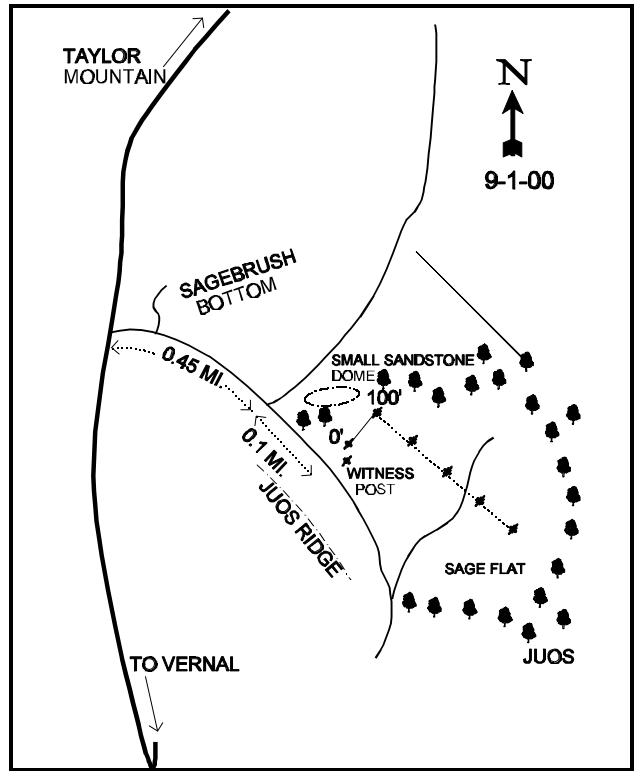 TAYLOR
MOUNTAIN
N
9-1-00
SAGEBRUSH
BOTTOM
0.45 MI.
SMALL SANDSTONE
DOME
100'
0'
0.1 MI.
WITNESS
POST
JUOS RIDGE
SAGE FLAT
JUOS
TO VERNAL